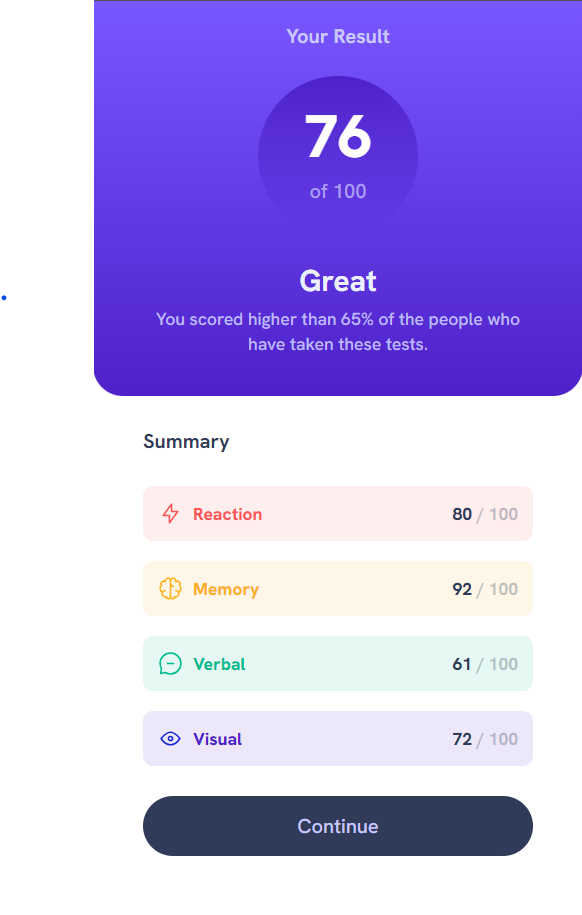 Your Result
76
of 100
Great
You scored higher than 65% of the people who
have taken these tests.
Summary
Reaction 80 / 100
Memory 92 / 100
Verbal 61 / 100
Visual 72 / 100
Continue